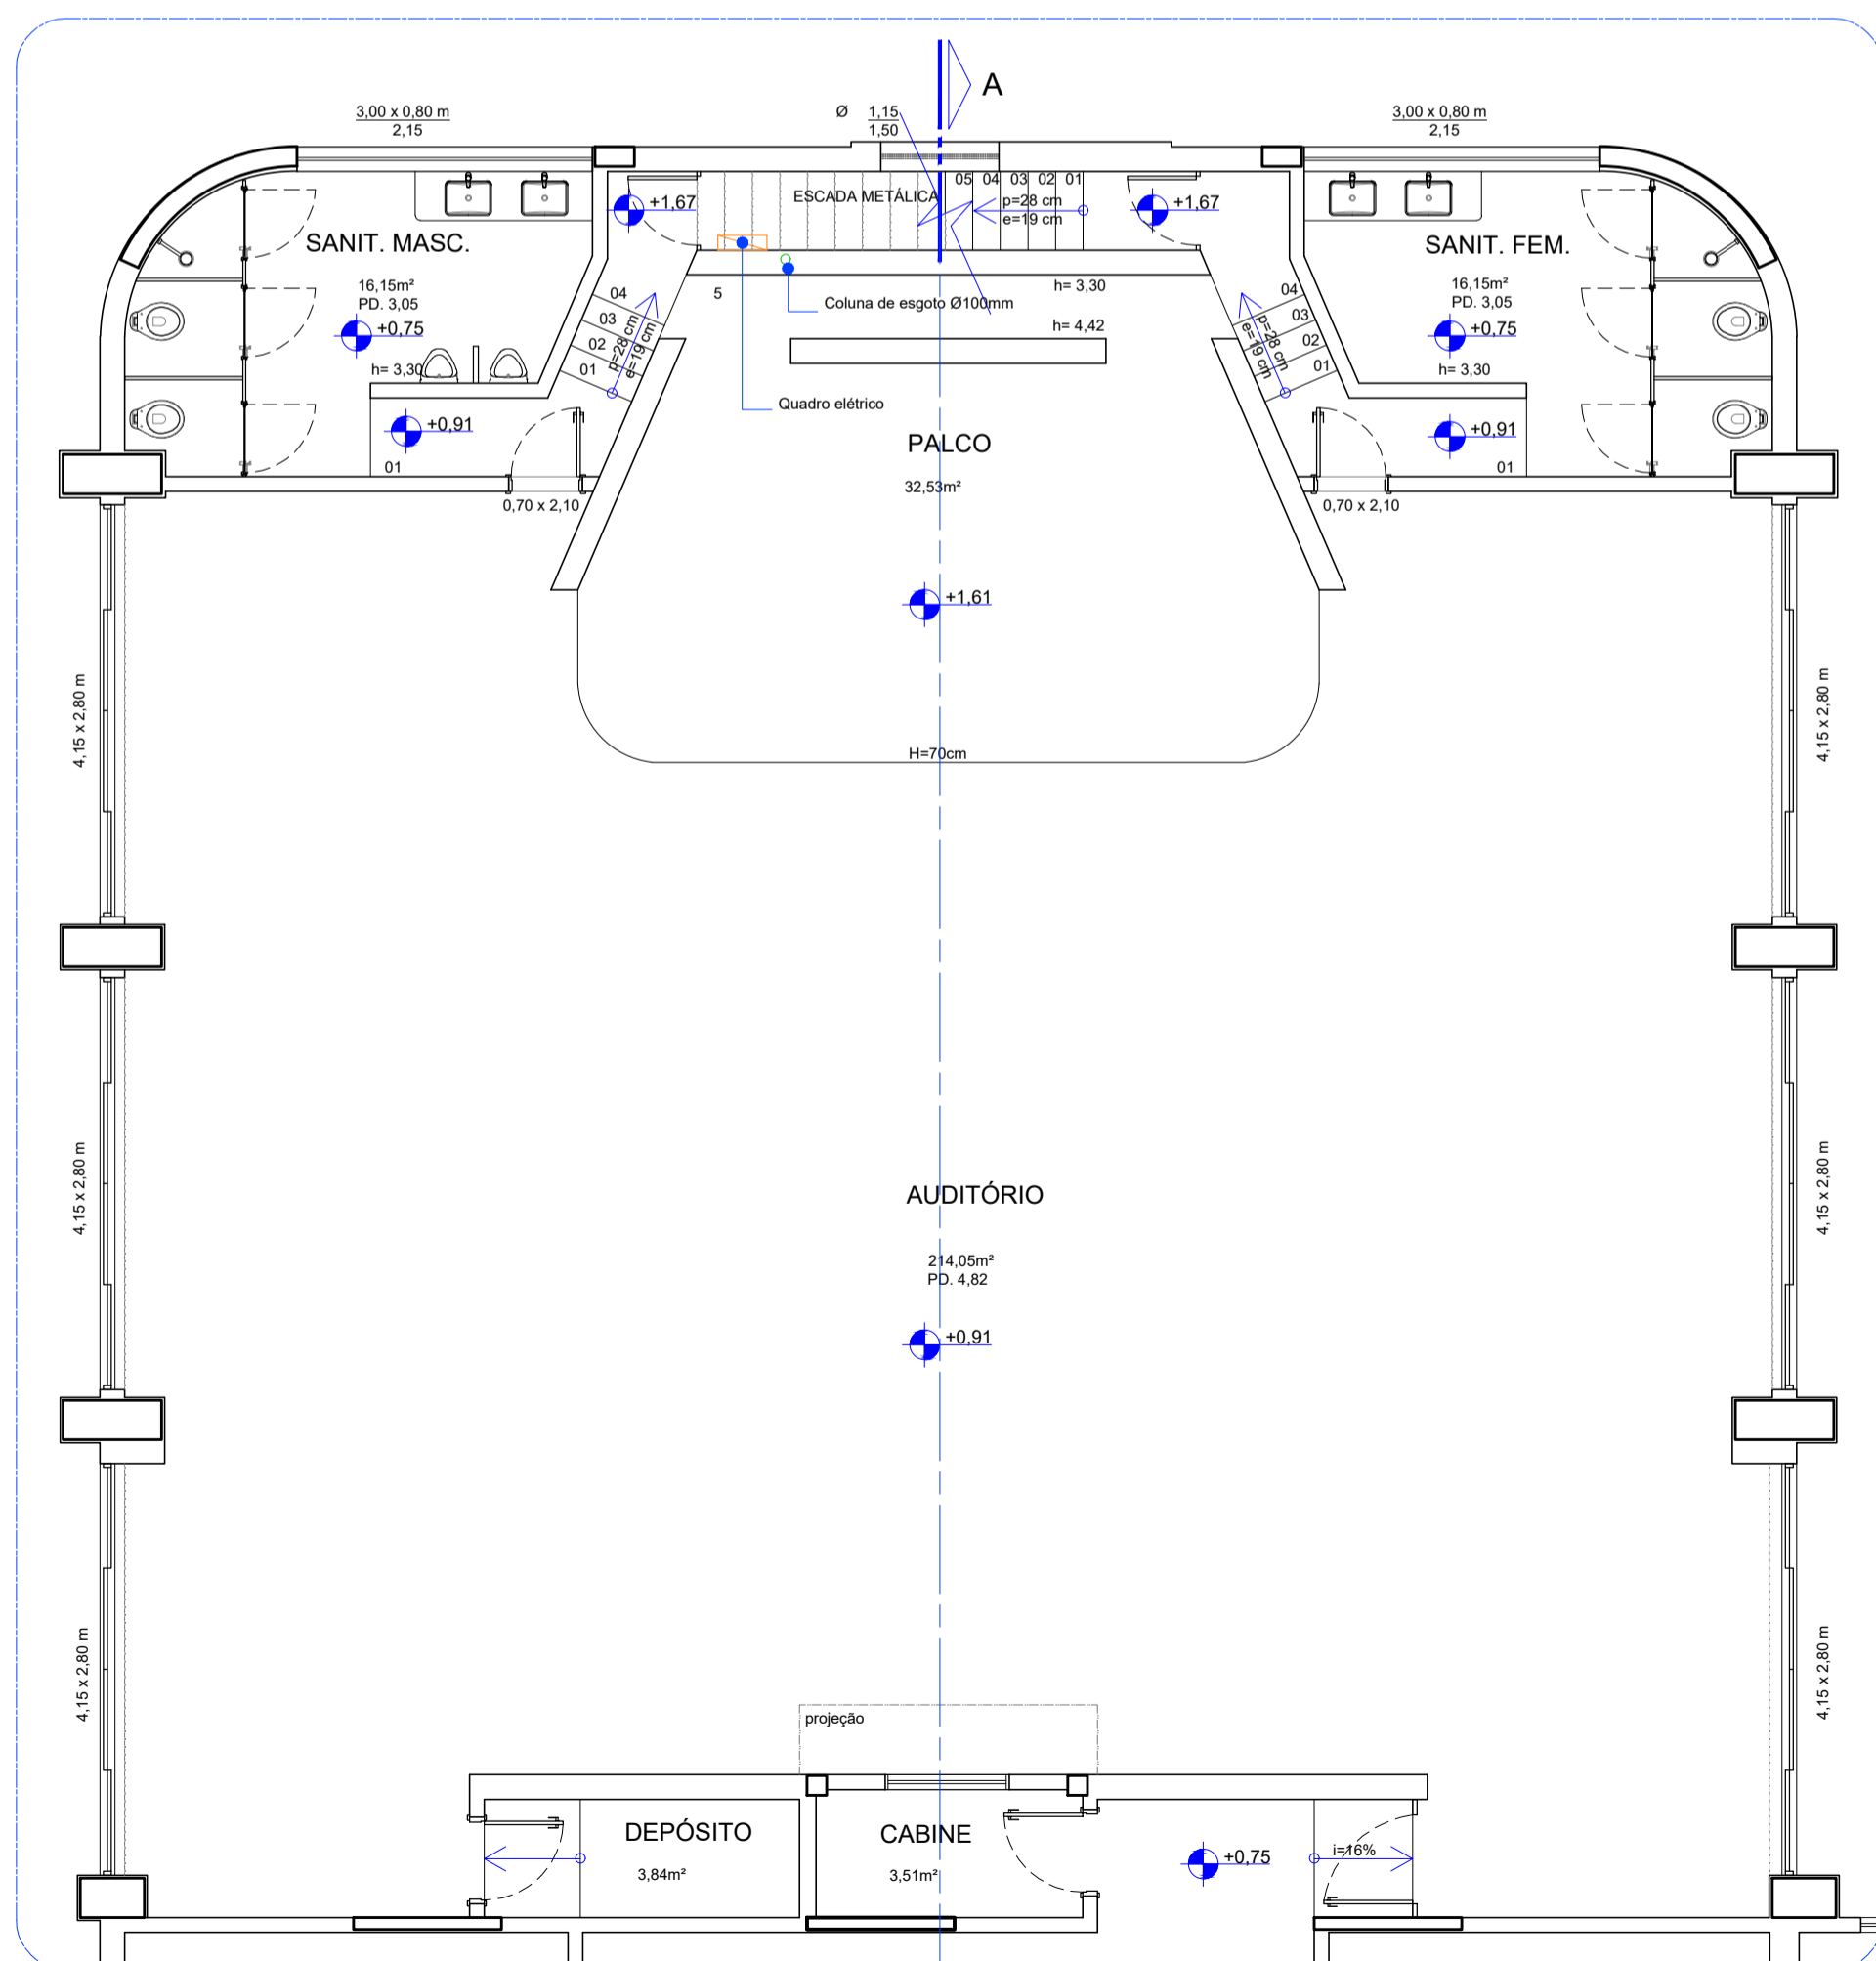 A
3,00 x 0,80 m
2,15
Ø
1,15
1,50
3,00 x 0,80 m
2,15
05 04 03 02 01
ESCADA METÁLICA
p=28 cm
e=19 cm
+1,67
+1,67
SANIT. MASC.
16,15m²
PD. 3,05
+0,75
h= 3,30
SANIT. FEM.
16,15m²
PD. 3,05
+0,75
h= 3,30
04
03
02
01
p=28 cm
e=19 cm
5
Coluna de esgoto Ø100mm
h= 3,30
h= 4,42
04
03
02
01
p=28 cm
e=19 cm
Quadro elétrico
+0,91
01
+0,91
01
0,70 x 2,10
0,70 x 2,10
PALCO
32,53m²
+1,61
H=70cm
4,15 x 2,80 m
4,15 x 2,80 m
4,15 x 2,80 m
4,15 x 2,80 m
AUDITÓRIO
214,05m²
PD. 4,82
+0,91
4,15 x 2,80 m
4,15 x 2,80 m
projeção
DEPÓSITO
3,84m²
CABINE
3,51m²
+0,75
i=16%